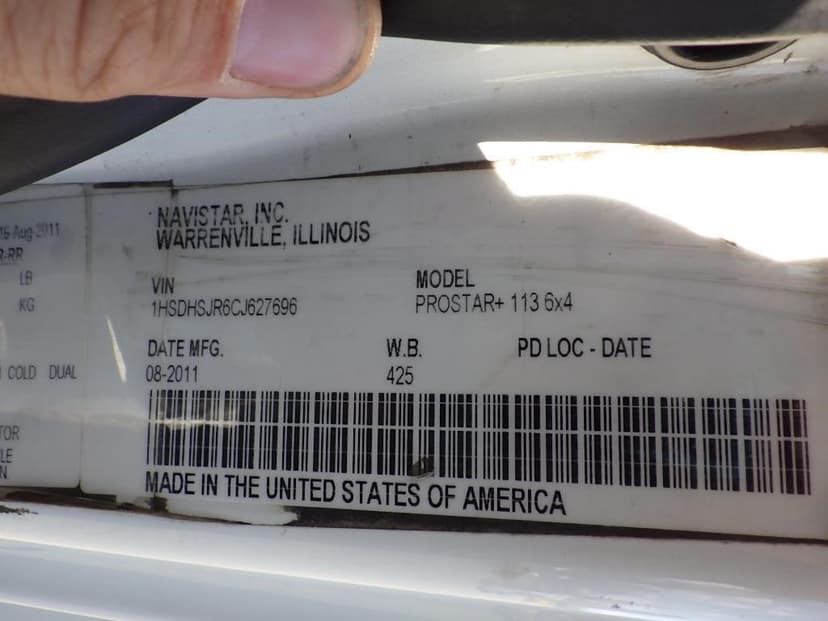 Aug-2011
LB
KG
COLD DUAL
NAVISTAR, INC.
WARRENVILLE, ILLINOIS
VIN
1HSDHSJR6CJ627696
MODEL
PROSTAR+ 113 6x4
DATE MFG.
08-2011
W.B.
425
PD LOC - DATE
MADE IN THE UNITED STATES OF AMERICA